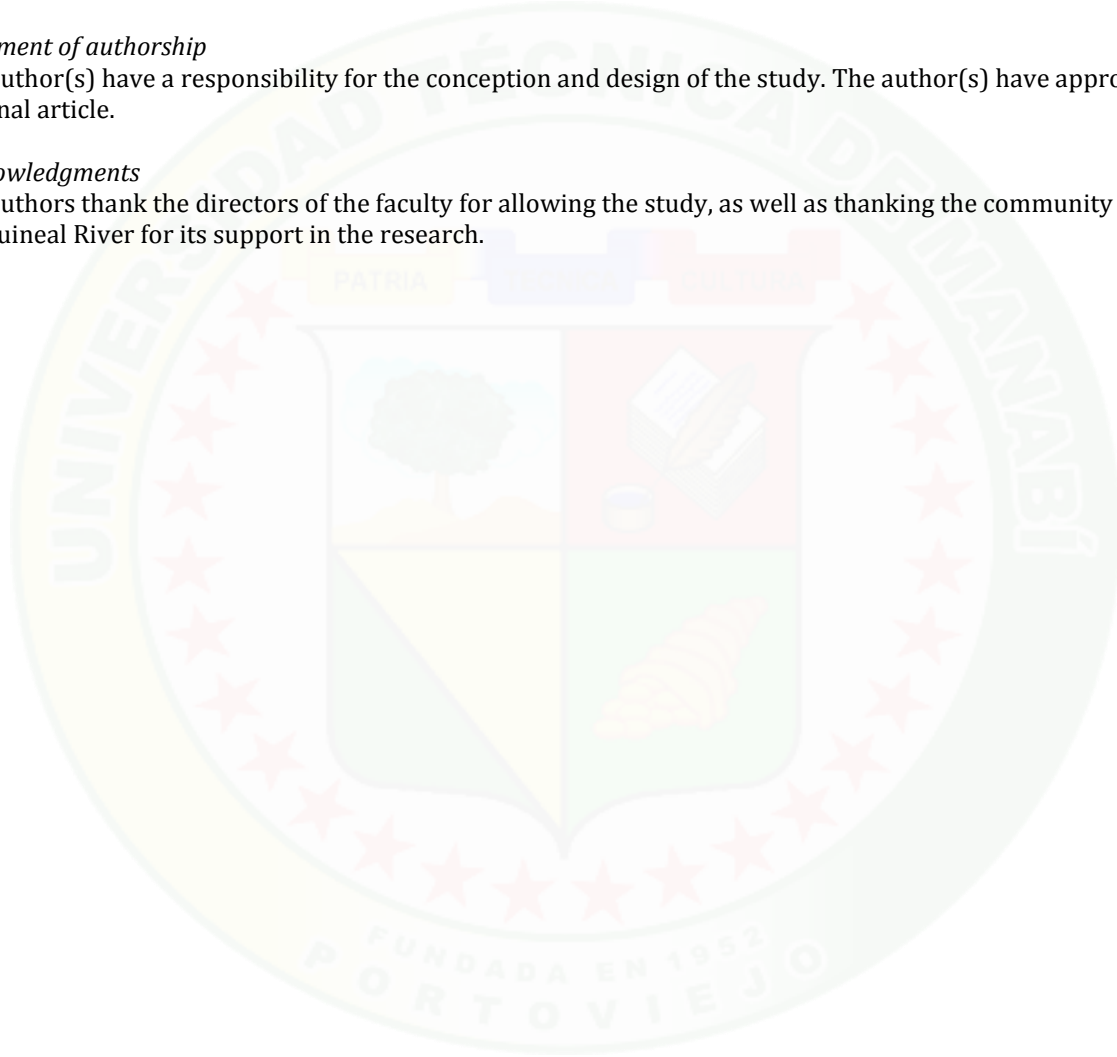 ment of authorship
uthor(s) have a responsibility for the conception and design of the study. The author(s) have appro
nal article.
owledgments
uthors thank the directors of the faculty for allowing the study, as well as thanking the community
uineal River for its support in the research.
UNIVERSIDAD TÉCNICA DE MANABÍ
PATRIA
CULTURA
FUNDADA EN 1952
PORTOVIEJO